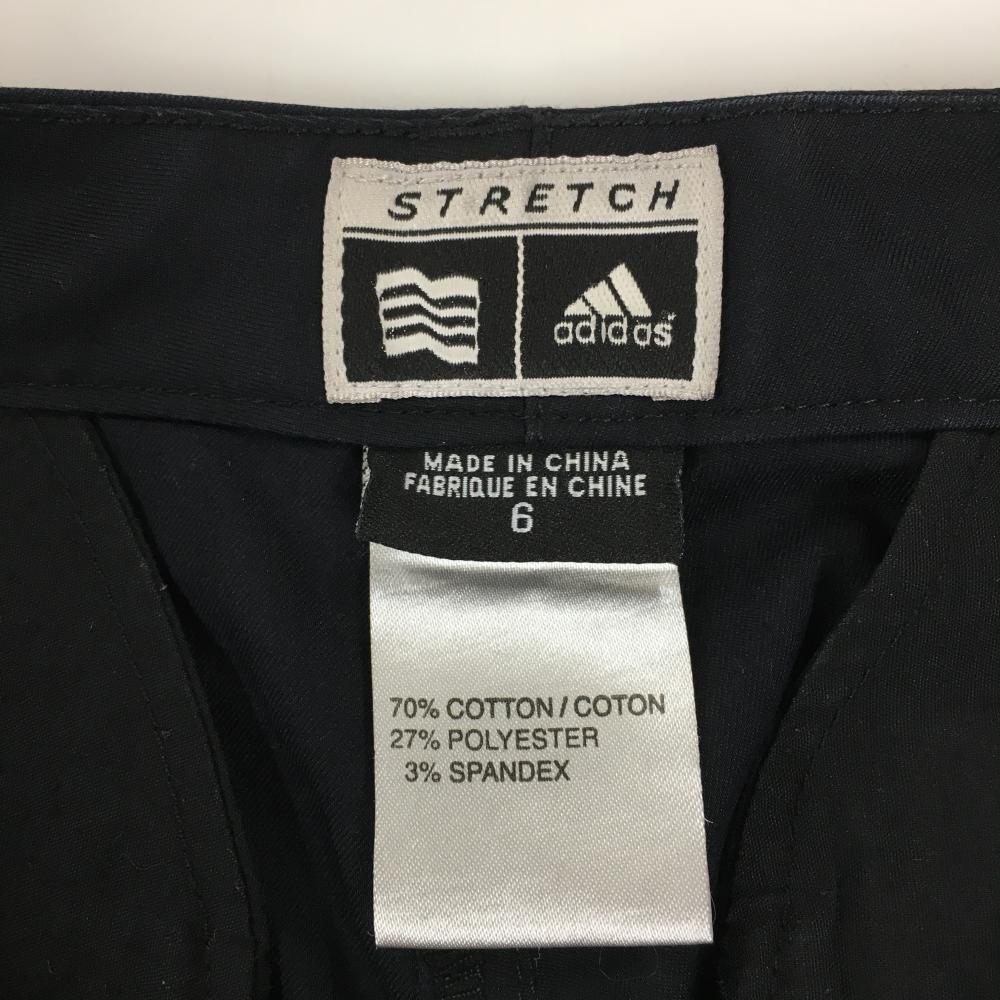 STRETCH
adidas
MADE IN CHINA
FABRIQUE EN CHINE
6
70% COTTON / COTON
27% POLYESTER
3% SPANDEX